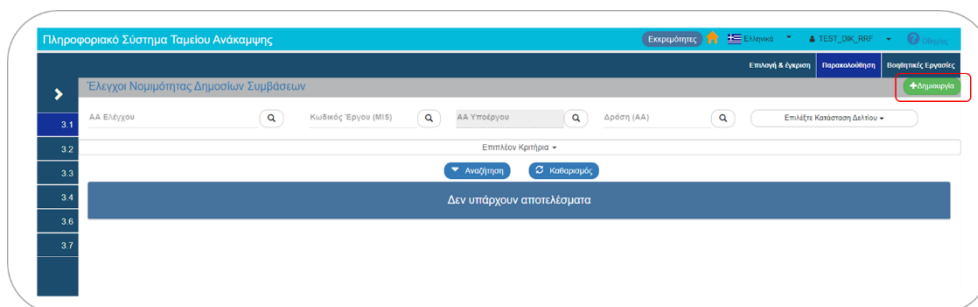 Πληροφοριακό Σύστημα Ταμείου Ανάκαμψης Εκκρεμότητες Ελληνικά TEST_DIK_RRF Οδηγίες
Επιλογή & έγκριση Παρακολούθηση Βοηθητικές Εργασίες
Έλεγχοι Νομιμότητας Δημοσίων Συμβάσεων +Δημιουργία
ΑΑ Ελέγχου Κωδικός Έργου (MIS) ΑΑ Υποέργου Δράση (ΑΑ) Επιλέξτε Κατάσταση Δελτίου
3.1
3.2 Επιπλέον Κριτήρια
3.3 Αναζήτηση Καθαρισμός
3.4 Δεν υπάρχουν αποτελέσματα
3.6
3.7